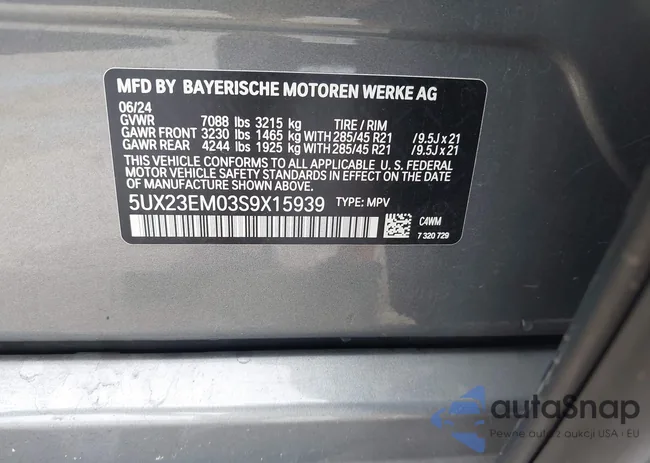 MFD BY BAYERISCHE MOTOREN WERKE AG
06/24
GVWR 7088 lbs 3215 kg TIRE / RIM
GAWR FRONT 3230 lbs 1465 kg WITH 285/45 R21 /9.5J x 21
GAWR REAR 4244 lbs 1925 kg WITH 285/45 R21 /9.5J x 21
THIS VEHICLE CONFORMS TO ALL APPLICABLE U. S. FEDERAL
MOTOR VEHICLE SAFETY STANDARDS IN EFFECT ON THE DATE
OF MANUFACTURE SHOWN ABOVE.
5UX23EM03S9X15939 TYPE: MPV
C4WM
7 320 729
autoSnap
Pewne auta z aukcji USA i EU